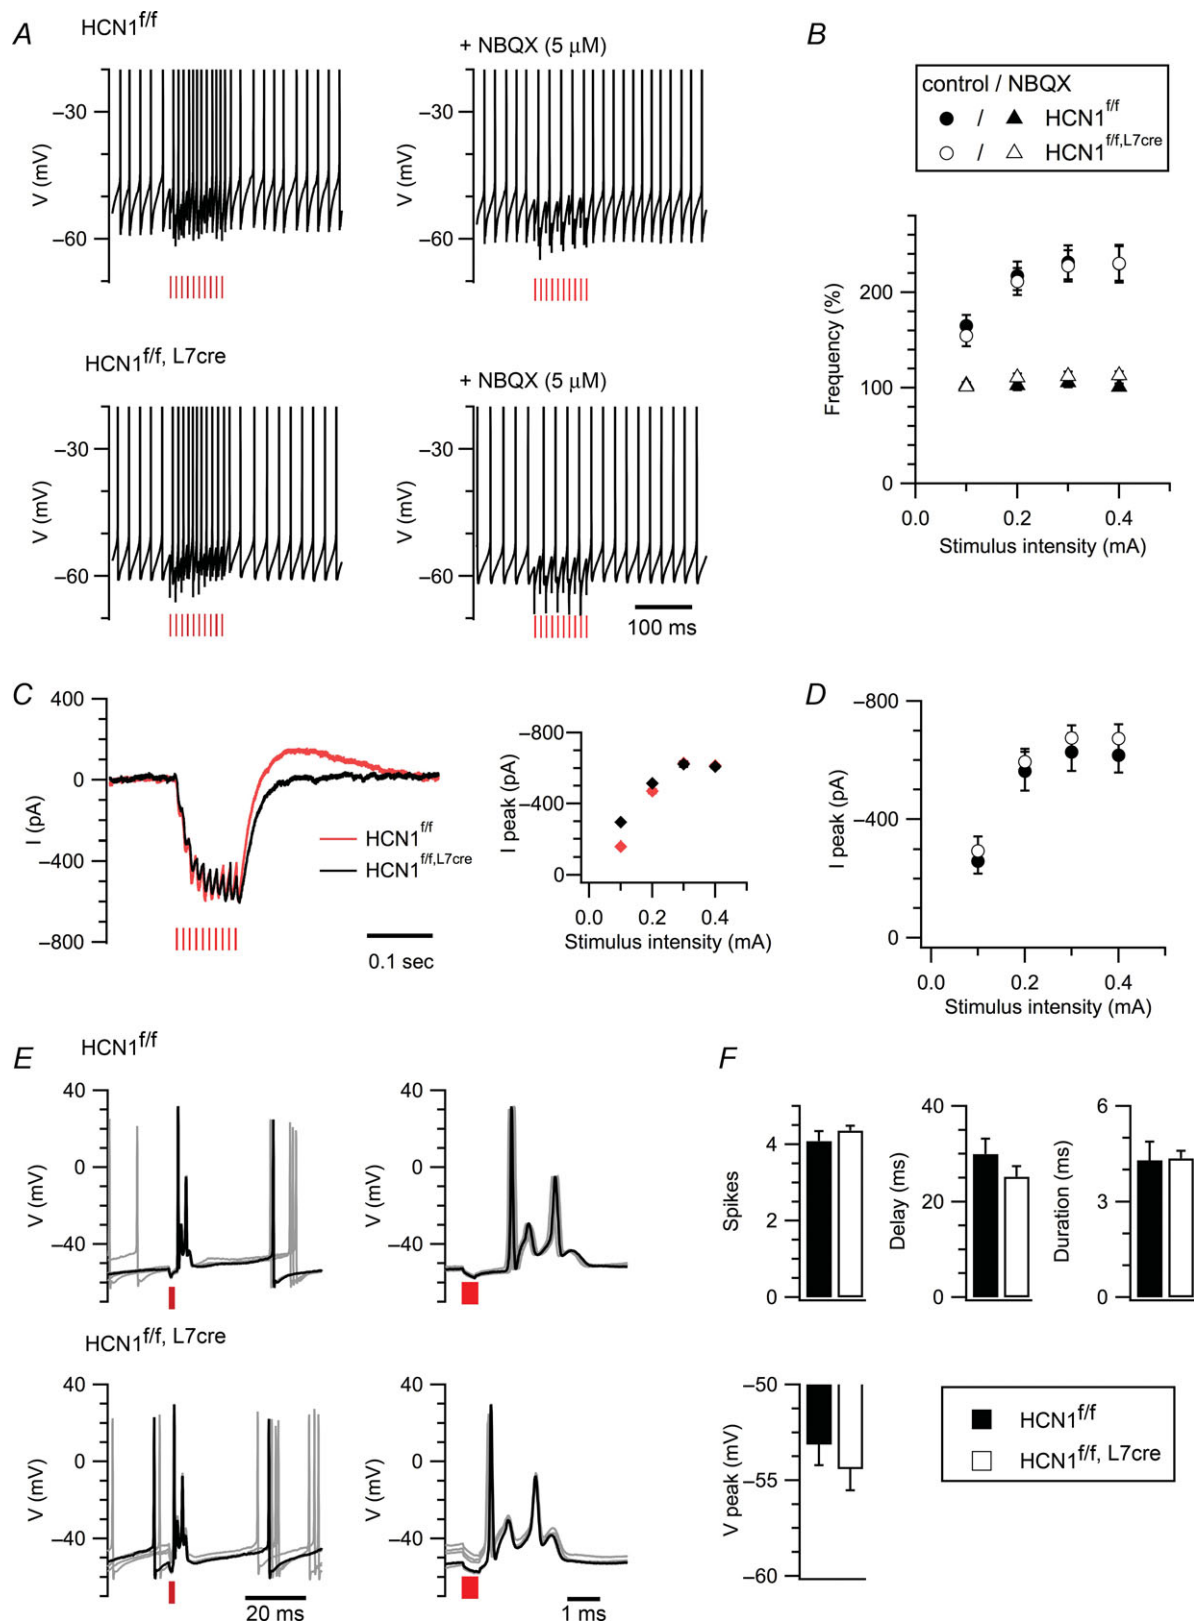 A
HCN1f/f
+ NBQX (5 μM)
V (mV)
−30
−60
V (mV)
−30
−60
HCN1f/f, L7cre
+ NBQX (5 μM)
V (mV)
−30
−60
V (mV)
−30
−60
100 ms
B
control / NBQX
/ HCN1f/f
/ HCN1f/f,L7cre
Frequency (%)
200
100
0
0.0 0.2 0.4
Stimulus intensity (mA)
C
I (pA)
400
0
−400
−800
HCN1f/f
HCN1f/f,L7cre
0.1 sec
I peak (pA)
−800
−400
0
0.0 0.2 0.4
Stimulus intensity (mA)
D
I peak (pA)
−800
−400
0
0.0 0.2 0.4
Stimulus intensity (mA)
E
HCN1f/f
V (mV)
40
0
−40
V (mV)
40
0
−40
HCN1f/f, L7cre
V (mV)
40
0
−40
20 ms
V (mV)
40
0
−40
1 ms
F
Spikes
4
2
0
Delay (ms)
40
20
0
Duration (ms)
6
3
0
V peak (mV)
−50
−55
−60
HCN1f/f
HCN1f/f, L7cre